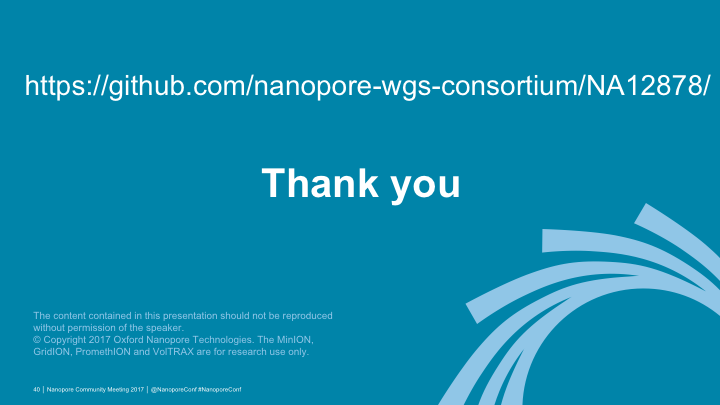 https://github.com/nanopore-wgs-consortium/NA12878/
Thank you
The content contained in this presentation should not be reproduced
without permission of the speaker.
© Copyright 2017 Oxford Nanopore Technologies. The MinION,
GridION, PromethION and VolTRAX are for research use only.
40 | Nanopore Community Meeting 2017 | @NanoporeConf #NanoporeConf